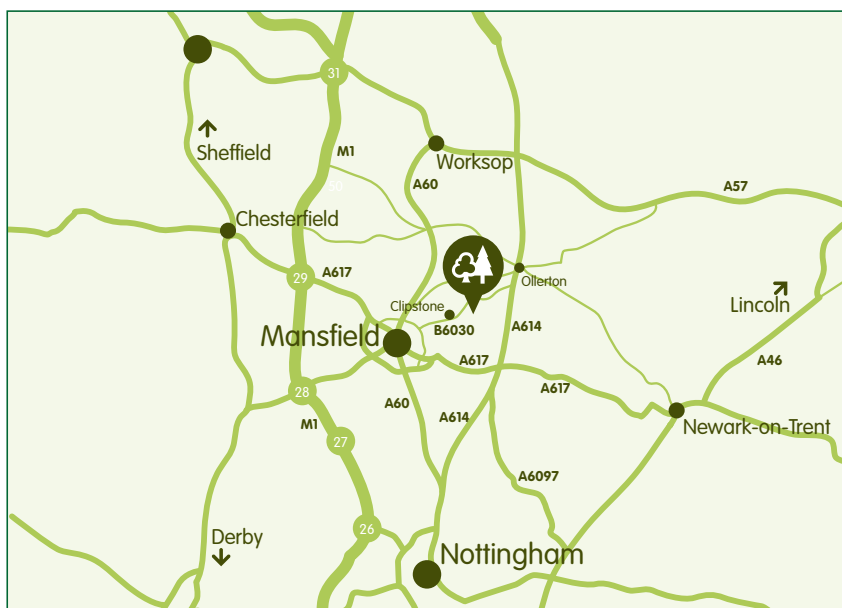 31
Sheffield
M1
Worksop
30
A60
A57
Chesterfield
29
A617
Ollerton
Clipstone
Lincoln
B6030
A614
Mansfield
A617
A46
A617
28
A60
M1
A614
Newark-on-Trent
27
A6097
26
Derby
Nottingham